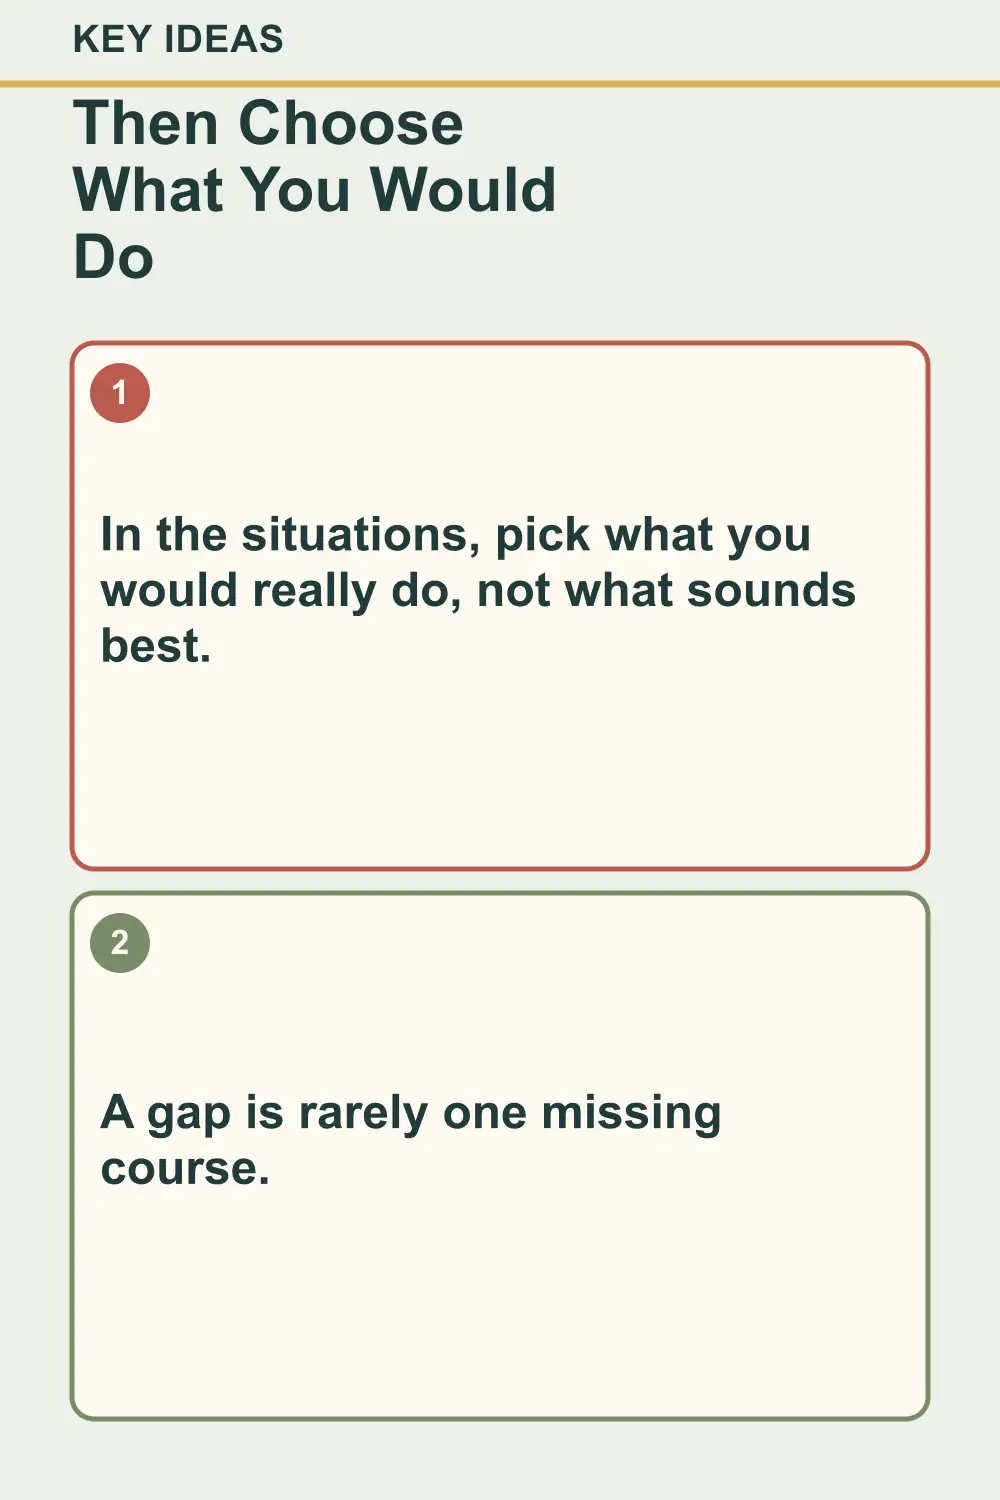 KEY IDEAS
Then Choose
What You Would
Do
1
In the situations, pick what you
would really do, not what sounds
best.
2
A gap is rarely one missing
course.